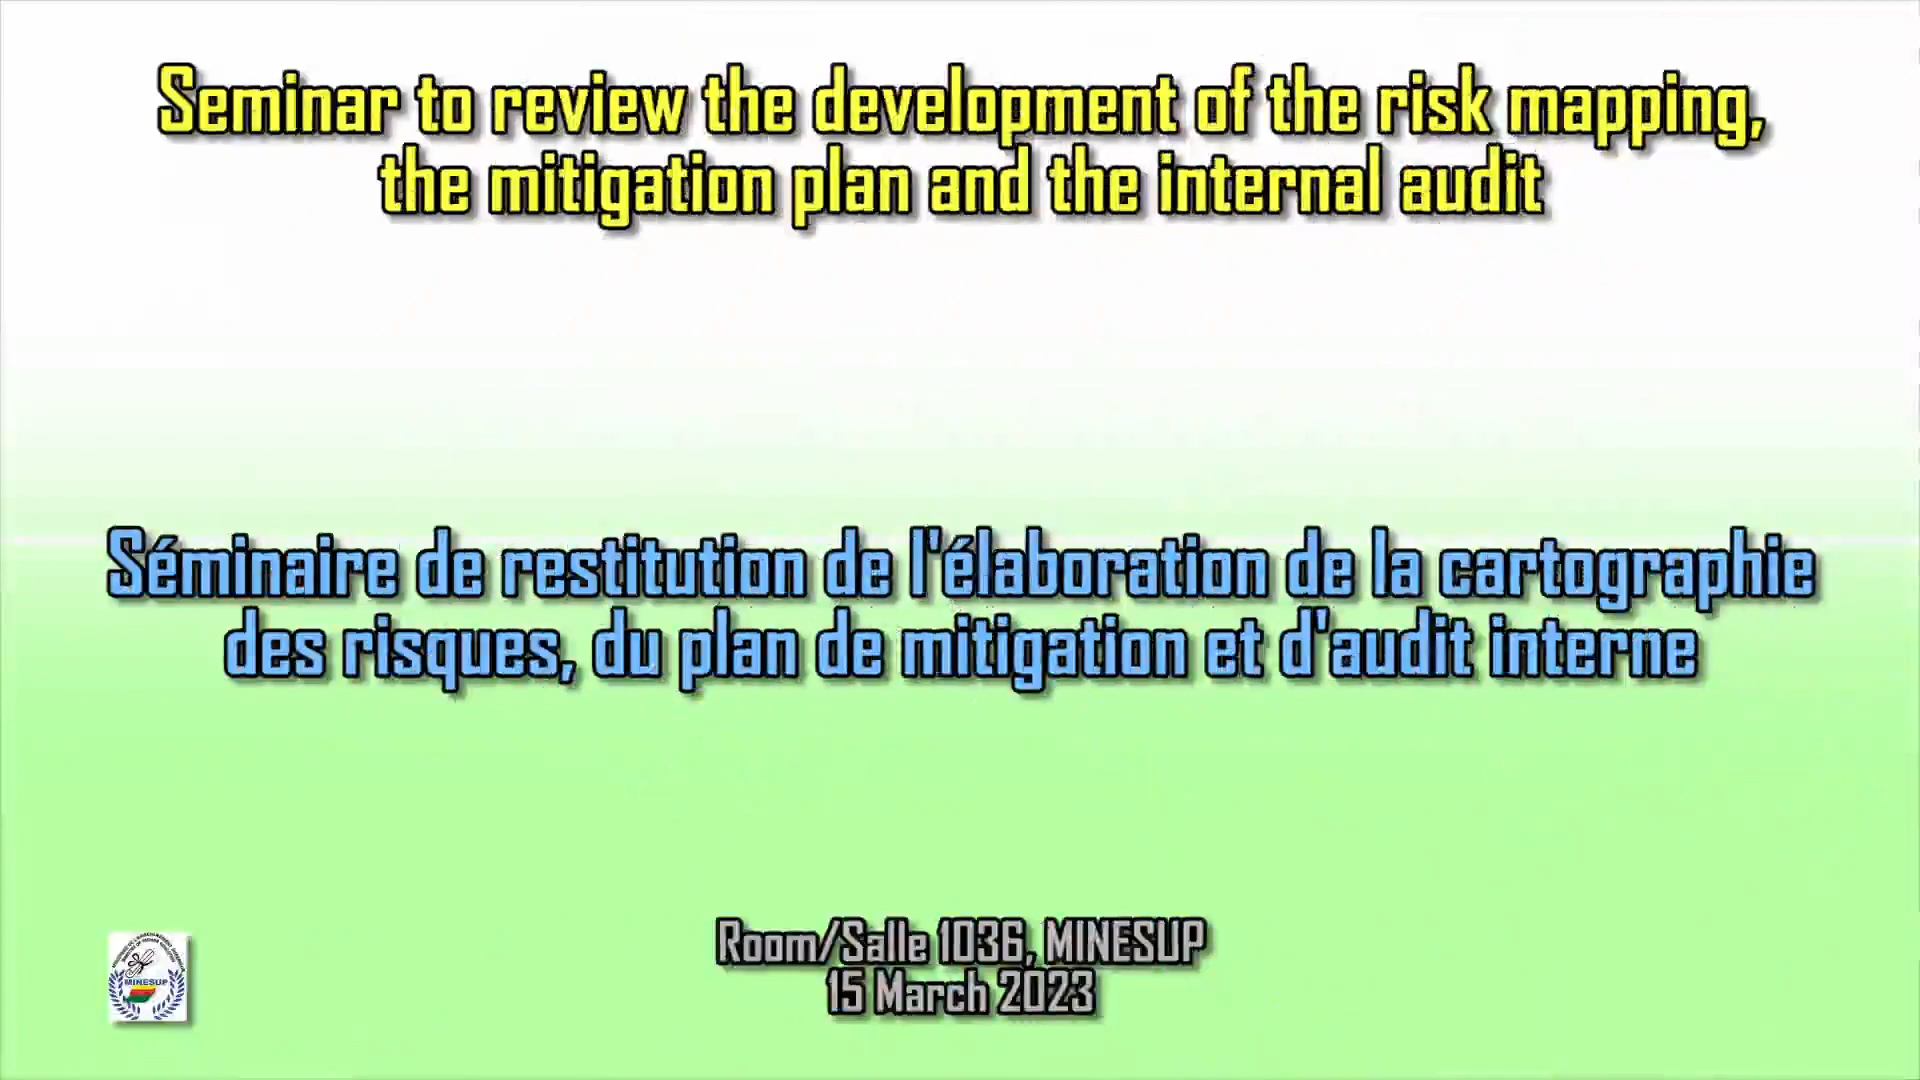 Seminar to review the development of the risk mapping,
the mitigation plan and the internal audit
Séminaire de restitution de l'élaboration de la cartographie
des risques, du plan de mitigation et d'audit interne
Room/Salle 1036, MINESUP
15 March 2023
MINESUP